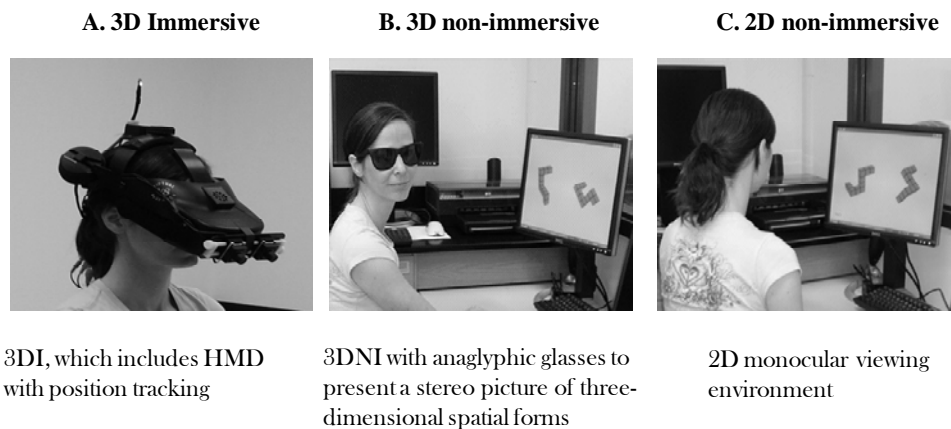 A. 3D Immersive
B. 3D non-immersive
C. 2D non-immersive
3DI, which includes HMD
with position tracking
3DNI with anaglyphic glasses to
present a stereo picture of three-
dimensional spatial forms
2D monocular viewing
environment